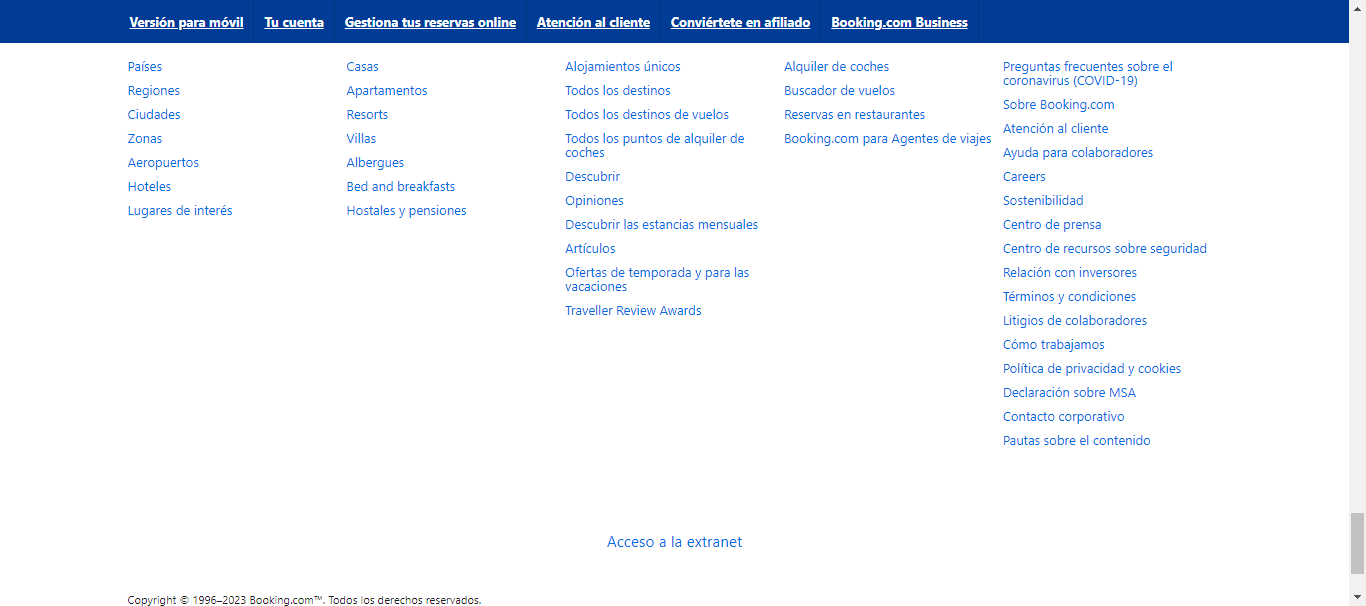 Versión para móvil
Tu cuenta
Gestiona tus reservas online
Atención al cliente
Conviértete en afiliado
Booking.com Business
Países
Regiones
Ciudades
Zonas
Aeropuertos
Hoteles
Lugares de interés
Casas
Apartamentos
Resorts
Villas
Albergues
Bed and breakfasts
Hostales y pensiones
Alojamientos únicos
Todos los destinos
Todos los destinos de vuelos
Todos los puntos de alquiler de
coches
Descubrir
Opiniones
Descubrir las estancias mensuales
Artículos
Ofertas de temporada y para las
vacaciones
Traveller Review Awards
Alquiler de coches
Buscador de vuelos
Reservas en restaurantes
Booking.com para Agentes de viajes
Preguntas frecuentes sobre el
coronavirus (COVID-19)
Sobre Booking.com
Atención al cliente
Ayuda para colaboradores
Careers
Sostenibilidad
Centro de prensa
Centro de recursos sobre seguridad
Relación con inversores
Términos y condiciones
Litigios de colaboradores
Cómo trabajamos
Política de privacidad y cookies
Declaración sobre MSA
Contacto corporativo
Pautas sobre el contenido
Acceso a la extranet
Copyright © 1996–2023 Booking.com™. Todos los derechos reservados.